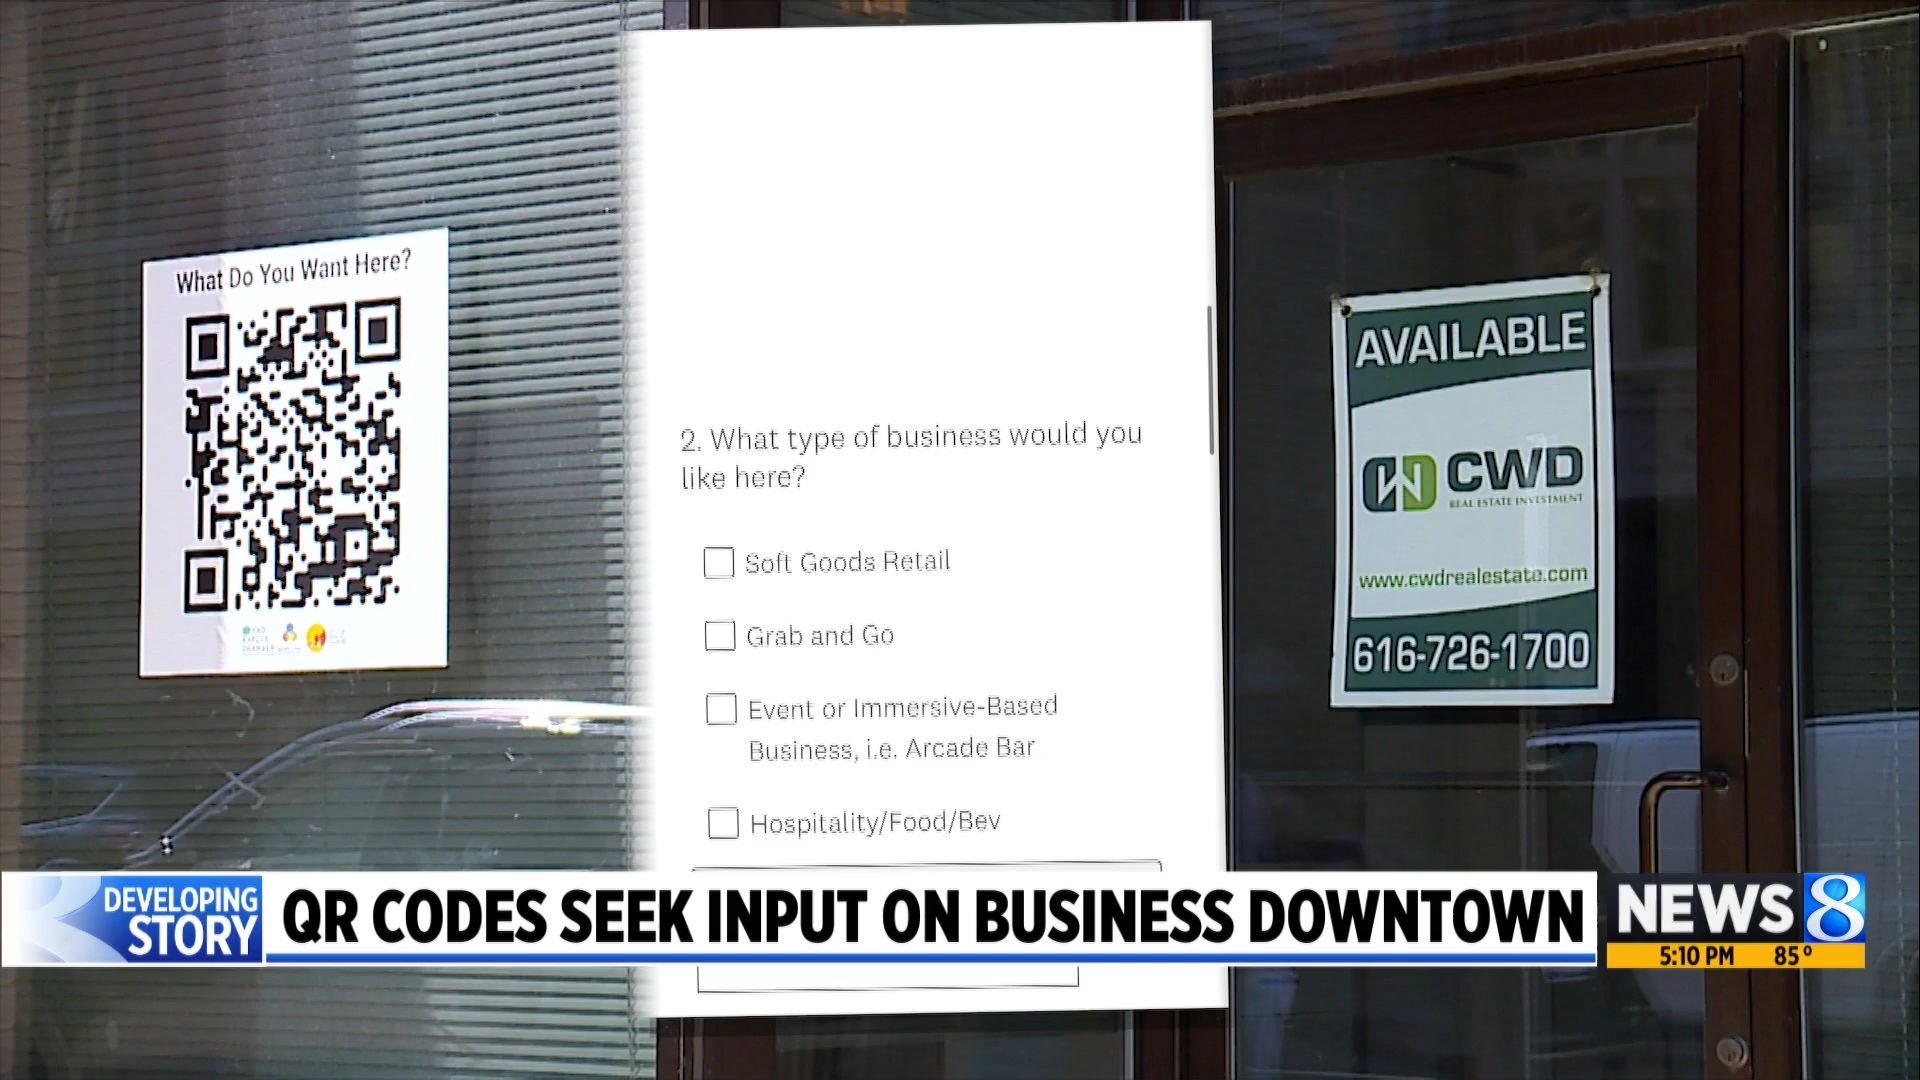 What Do You Want Here?
2. What type of business would you
like here?
Soft Goods Retail
Grab and Go
Event or Immersive-Based
Business, i.e. Arcade Bar
Hospitality/Food/Bev
AVAILABLE
CWD
REAL ESTATE INVESTMENT
www.cwdrealestate.com
616-726-1700
DEVELOPING
STORY
QR CODES SEEK INPUT ON BUSINESS DOWNTOWN
NEWS 8
5:10 PM 85°